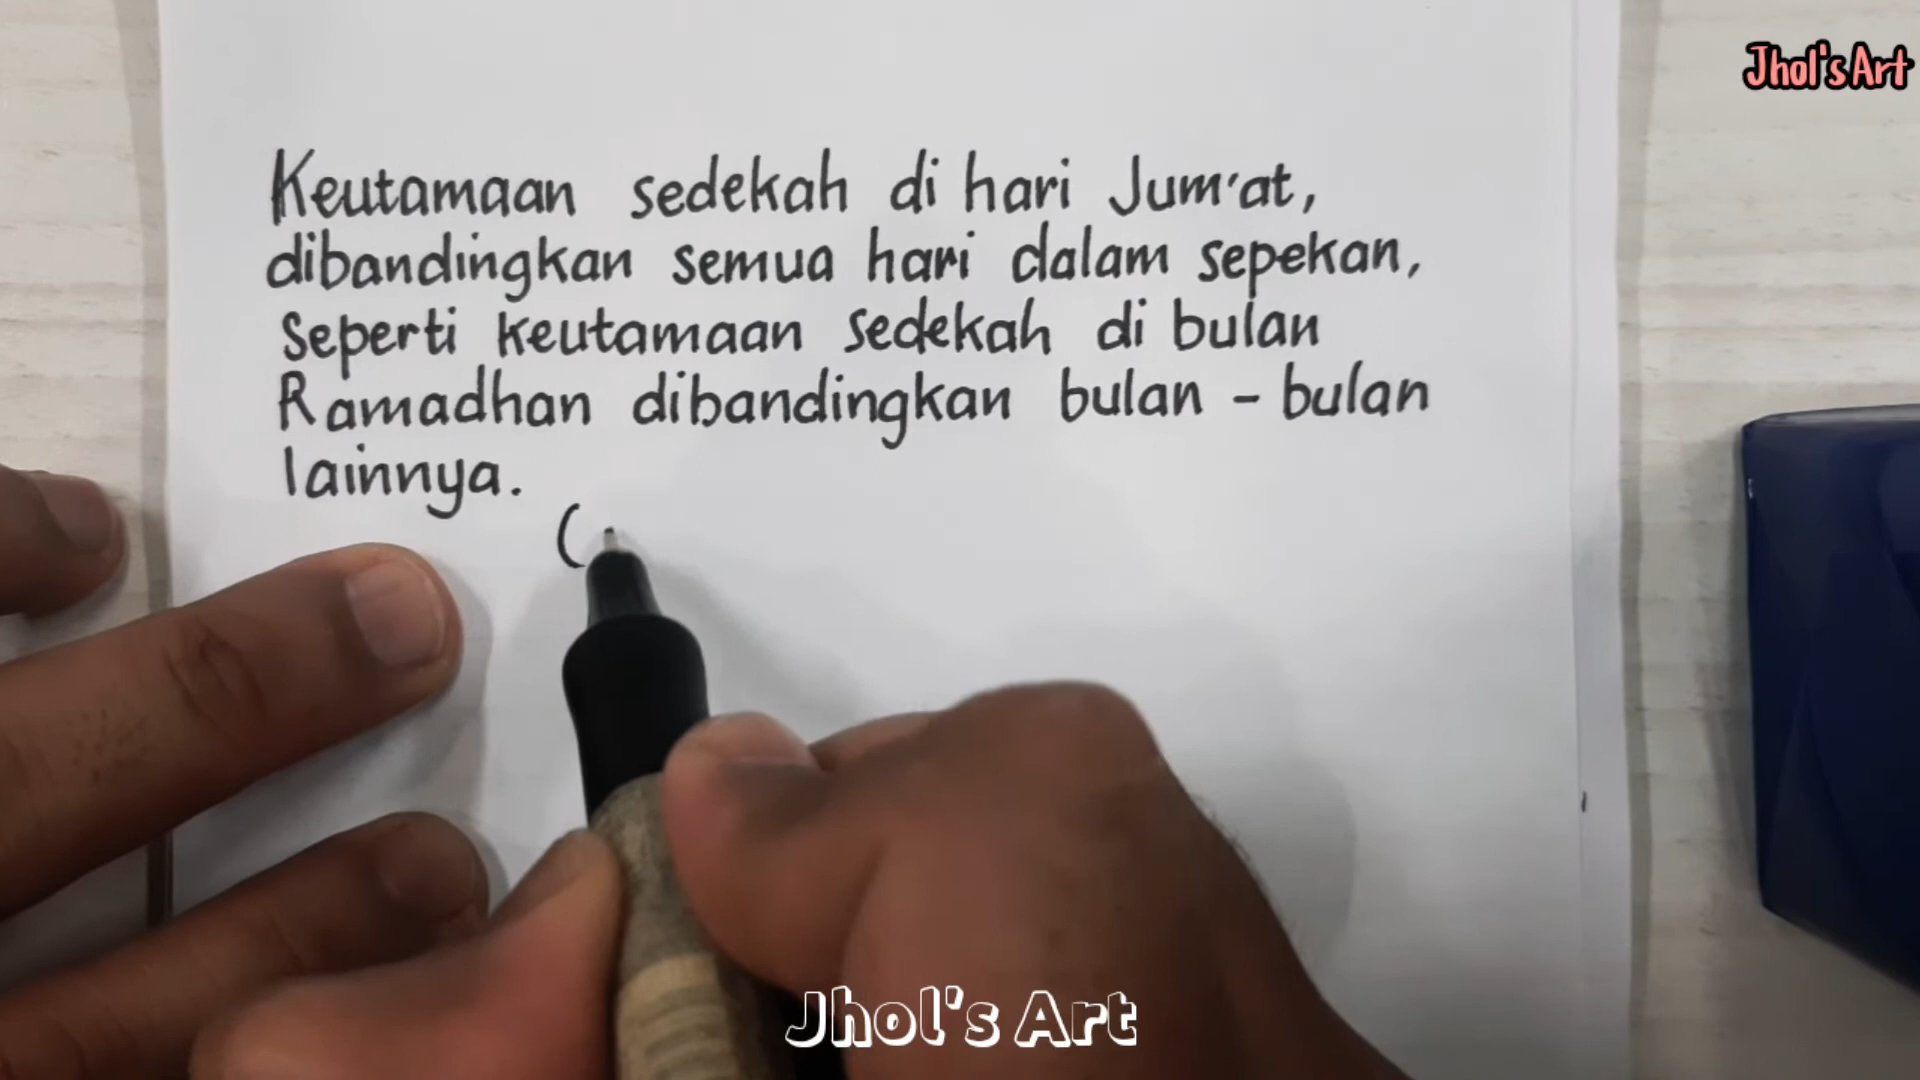 Jhol's Art
Keutamaan sedekah di hari Jum'at,
dibandingkan semua hari dalam sepekan,
Seperti keutamaan sedekah di bulan
Ramadhan dibandingkan bulan - bulan
lainnya.
(
Jhol's Art